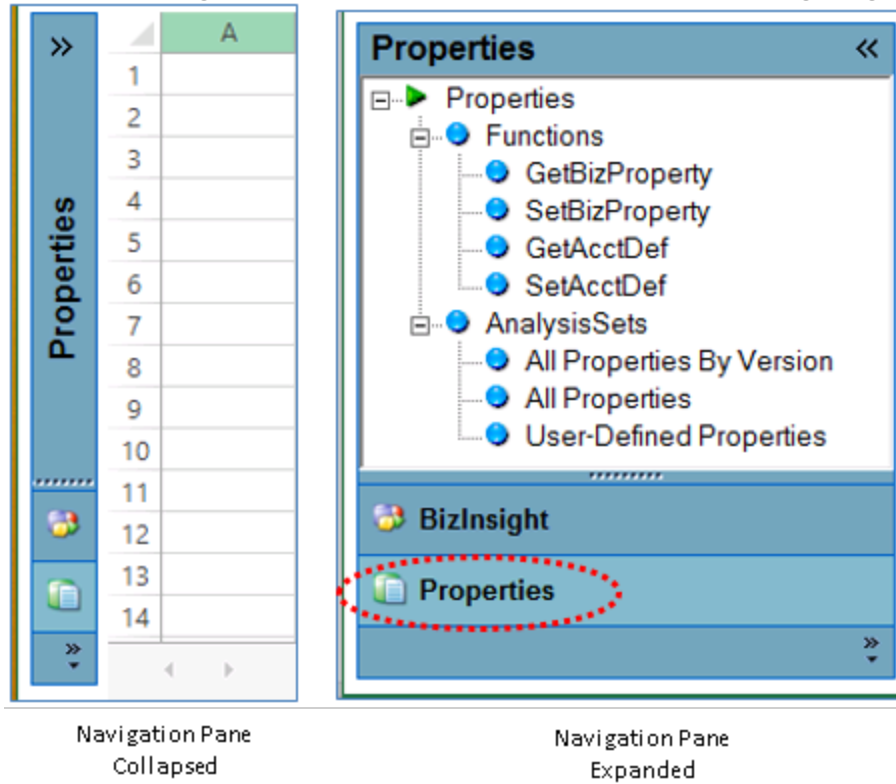 »
A
1
2
3
4
5
6
7
8
9
10
11
12
13
14
Properties
»
Properties «
Properties
Functions
GetBizProperty
SetBizProperty
GetAcctDef
SetAcctDef
AnalysisSets
All Properties By Version
All Properties
User-Defined Properties
BizInsight
Properties
»
Navigation Pane
Collapsed
Navigation Pane
Expanded